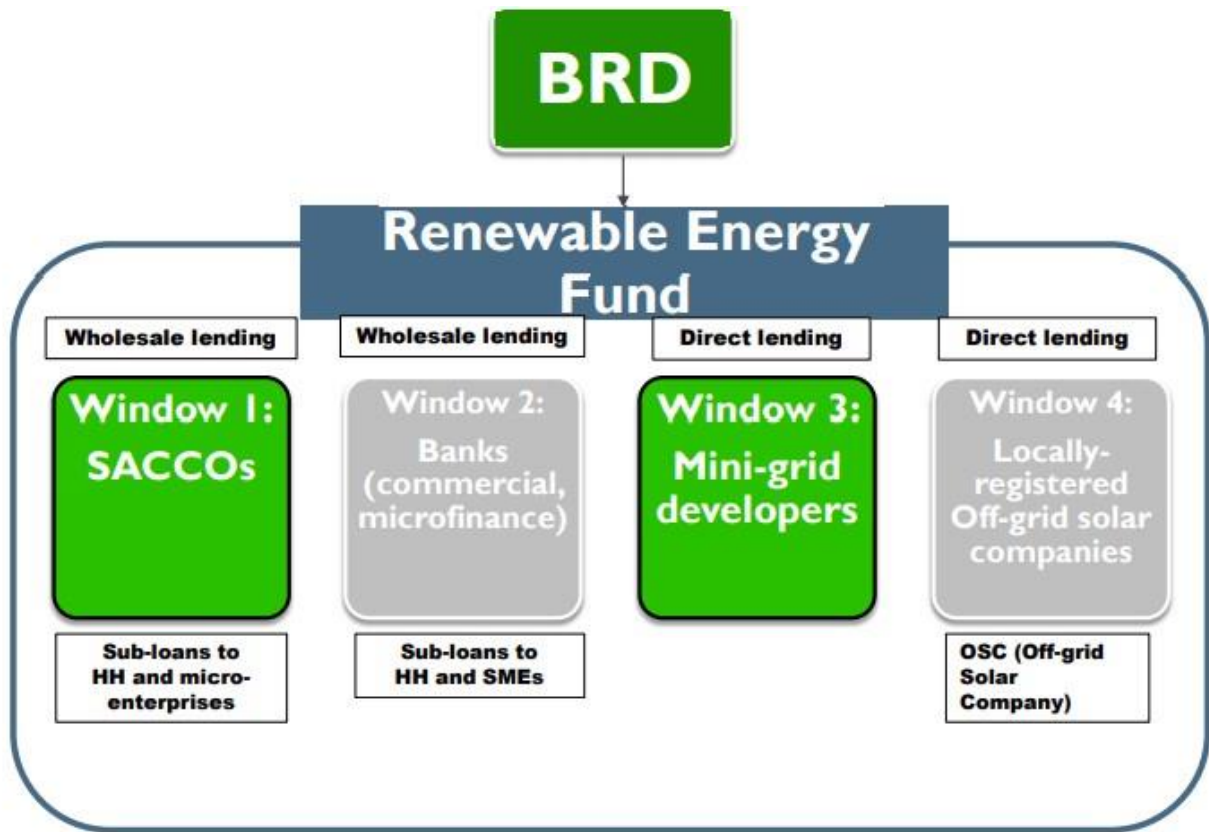 BRD
Renewable Energy
Fund
Wholesale lending
Wholesale lending
Direct lending
Direct lending
Window 1:
SACCOs
Window 2:
Banks
(commercial,
microfinance)
Window 3:
Mini-grid
developers
Window 4:
Locally-
registered
Off-grid solar
companies
Sub-loans to
HH and micro-
enterprises
Sub-loans to
HH and SMEs
OSC (Off-grid
Solar
Company)